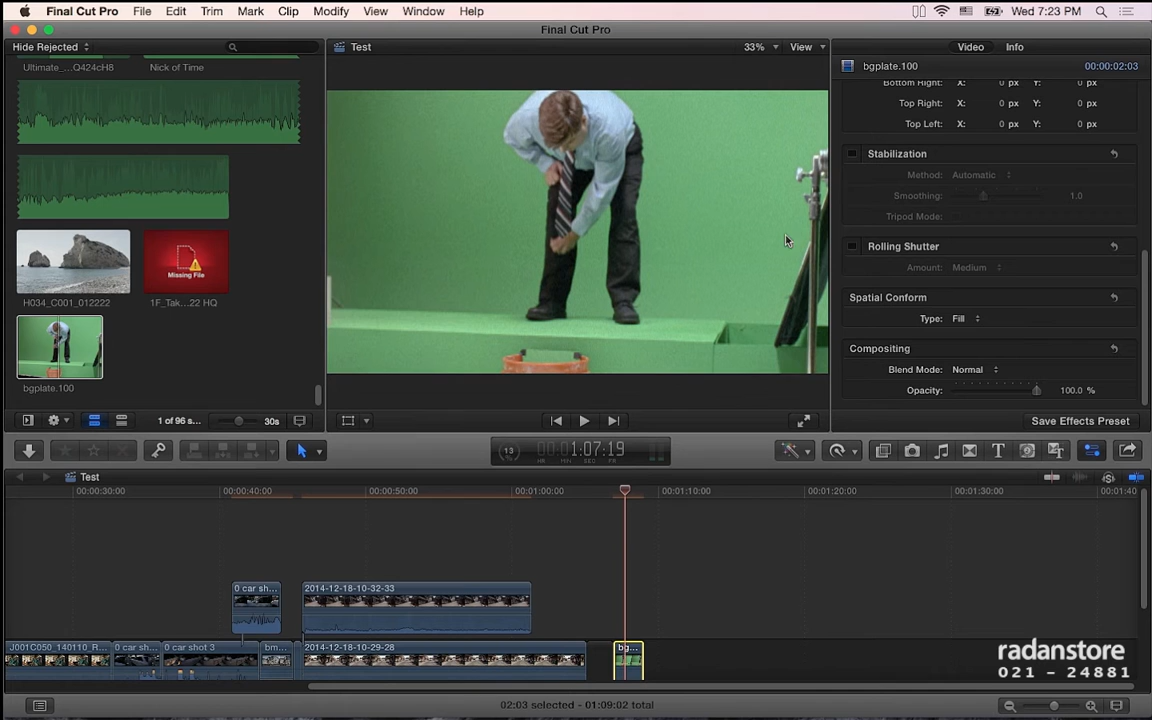 Final Cut Pro File Edit Trim Mark Clip Modify View Window Help Wed 7:23 PM
Final Cut Pro
Hide Rejected Test 33% View Video Info
Ultimate_...Q424cH8 Nick of Time
bgplate.100 00:00:02:03
Bottom Right: X: 0 px Y: 0 px
Top Right: X: 0 px Y: 0 px
Top Left: X: 0 px Y: 0 px
Stabilization
Method: Automatic
Smoothing: 1.0
Tripod Mode:
Rolling Shutter
Amount: Medium
Missing File
H034_C001_012222 1F_Tak...22 HQ
Spatial Conform
Type: Fill
Compositing
Blend Mode: Normal
Opacity: 100.0 %
bgplate.100
1 of 96 s... 30s Save Effects Preset
13 00:00 1:07:19
HR MIN SEC FR
Test
00:00:30:00 00:00:40:00 00:00:50:00 00:01:00:00 00:01:10:00 00:01:20:00 00:01:30:00 00:01:40
0 car sh... 2014-12-18-10-32-33
J001C050_140110_R... 0 car sh... 0 car shot 3 bm... 2014-12-18-10-29-28 bg...
radanstore
021 - 24881
02:03 selected - 01:09:02 total